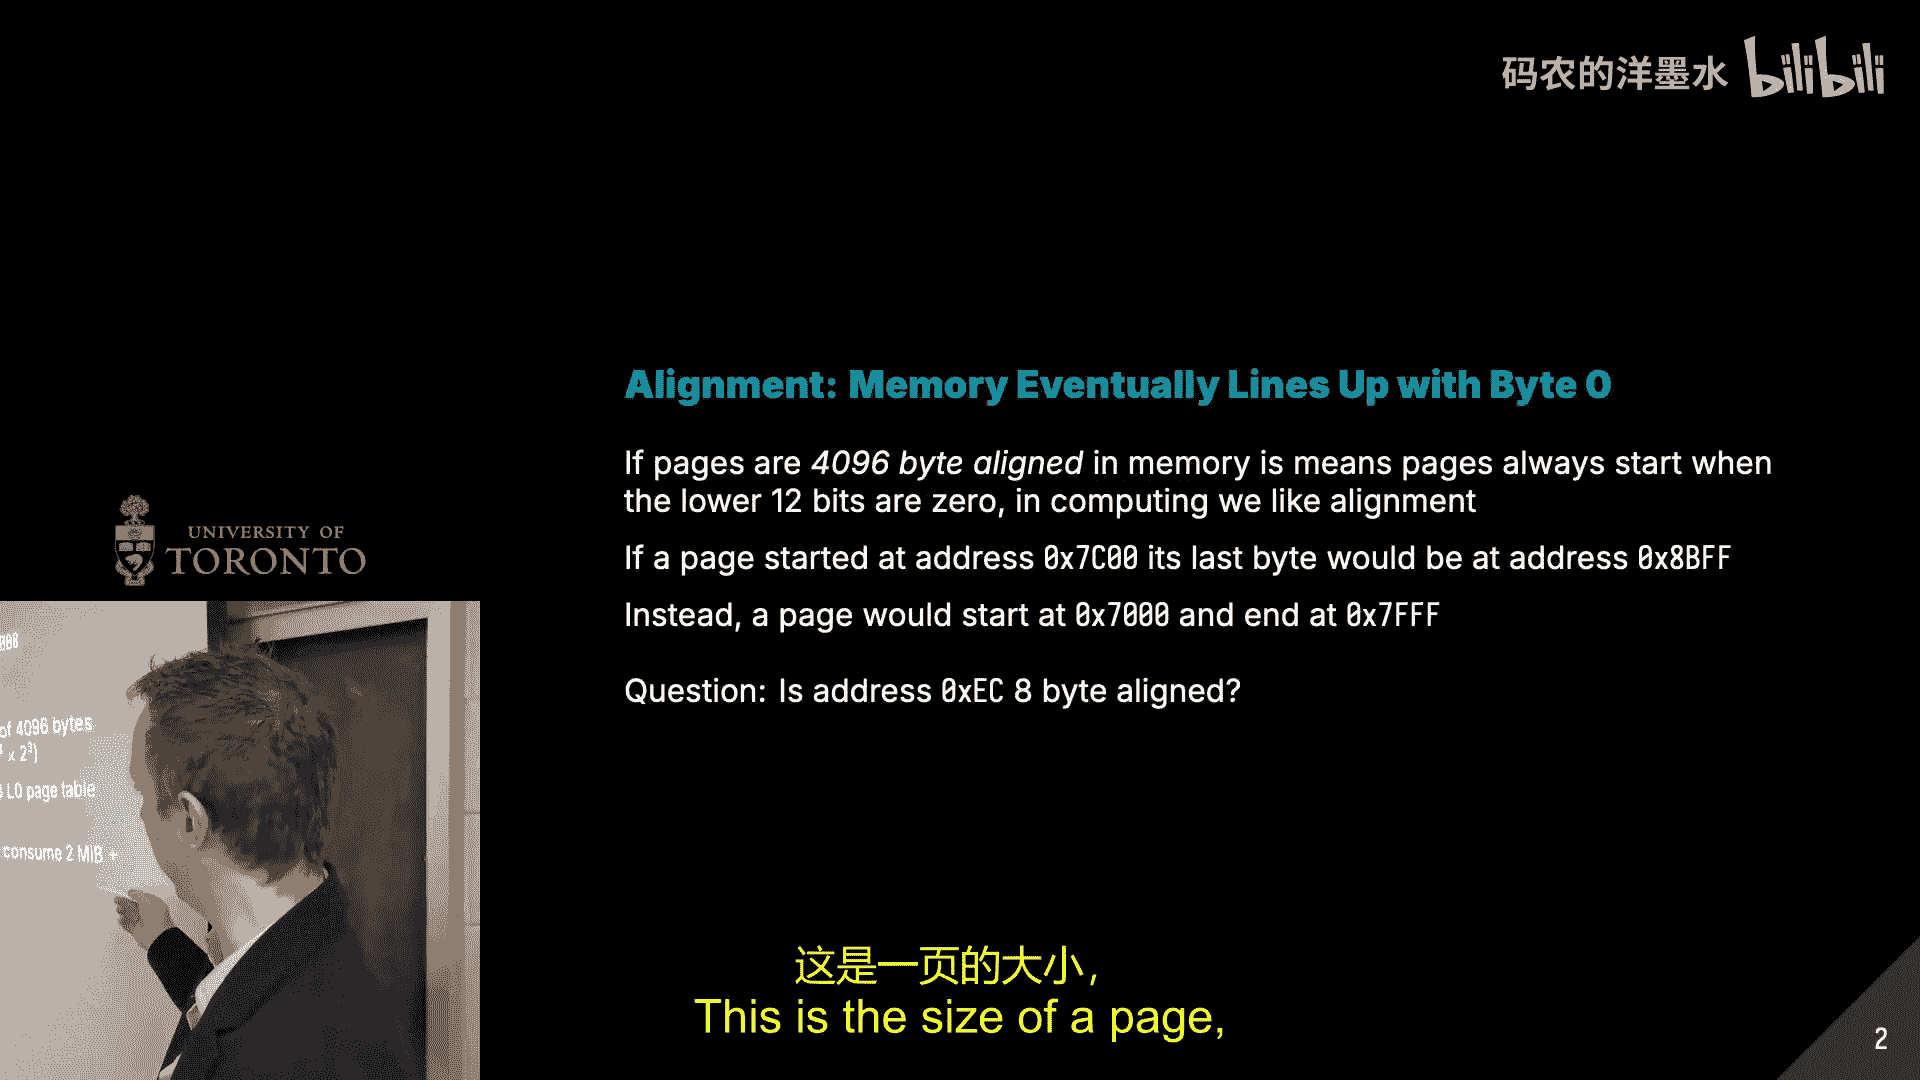 码农的洋墨水 bilibili
Alignment: Memory Eventually Lines Up with Byte 0
If pages are 4096 byte aligned in memory is means pages always start when
the lower 12 bits are zero, in computing we like alignment
If a page started at address 0x7C00 its last byte would be at address 0x8BFF
Instead, a page would start at 0x7000 and end at 0x7FFF
Question: Is address 0xEC 8 byte aligned?
UNIVERSITY OF
TORONTO
of 4096 bytes
x 2³)
L0 page table
consume 2 MiB +
这是一页的大小，
This is the size of a page,
2